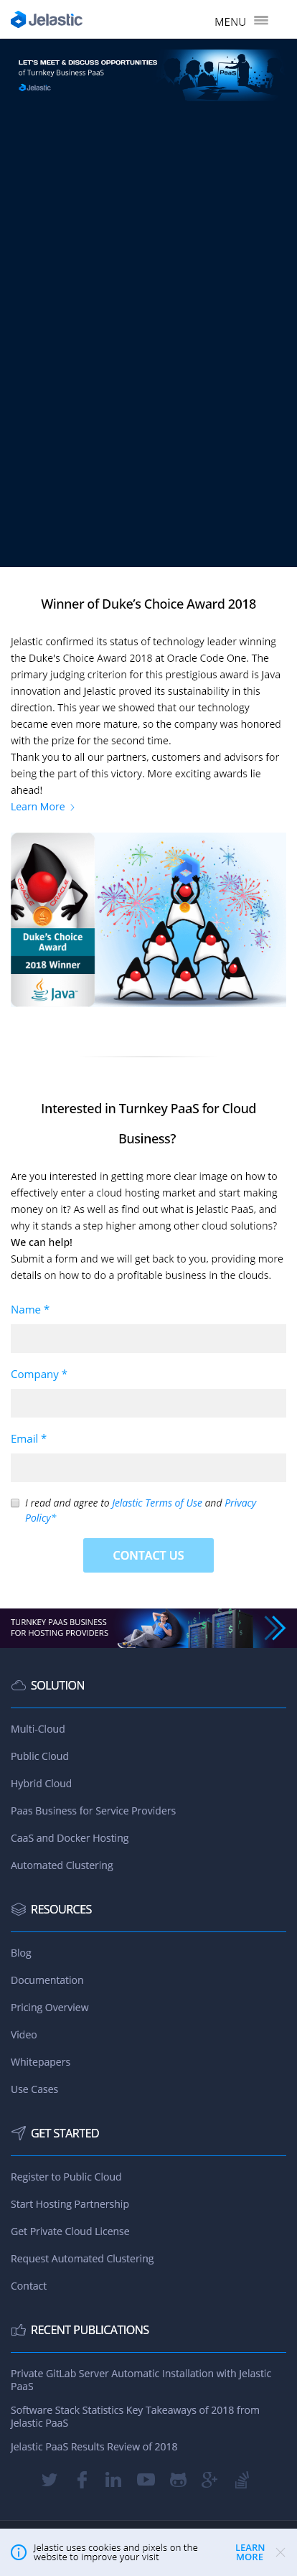 Jelastic
MENU
LET'S MEET & DISCUSS OPPORTUNITIES
of Turnkey Business PaaS
PaaS
Jelastic
Winner of Duke's Choice Award 2018
Jelastic confirmed its status of technology leader winning
the Duke's Choice Award 2018 at Oracle Code One. The
primary judging criterion for this prestigious award is Java
innovation and Jelastic proved its sustainability in this
direction. This year we showed that our technology
became even more mature, so the company was honored
with the prize for the second time.
Thank you to all our partners, customers and advisors for
being the part of this victory. More exciting awards lie
ahead!
Learn More
Duke's Choice
Award
2018 Winner
Java
Interested in Turnkey PaaS for Cloud
Business?
Are you interested in getting more clear image on how to
effectively enter a cloud hosting market and start making
money on it? As well as find out what is Jelastic PaaS, and
why it stands a step higher among other cloud solutions?
We can help!
Submit a form and we will get back to you, providing more
details on how to do a profitable business in the clouds.
Name *
Company *
Email *
I read and agree to Jelastic Terms of Use and Privacy
Policy*
CONTACT US
TURNKEY PAAS BUSINESS
FOR HOSTING PROVIDERS
SOLUTION
Multi-Cloud
Public Cloud
Hybrid Cloud
Paas Business for Service Providers
CaaS and Docker Hosting
Automated Clustering
RESOURCES
Blog
Documentation
Pricing Overview
Video
Whitepapers
Use Cases
GET STARTED
Register to Public Cloud
Start Hosting Partnership
Get Private Cloud License
Request Automated Clustering
Contact
RECENT PUBLICATIONS
Private GitLab Server Automatic Installation with Jelastic
PaaS
Software Stack Statistics Key Takeaways of 2018 from
Jelastic PaaS
Jelastic PaaS Results Review of 2018
Jelastic uses cookies and pixels on the
website to improve your visit
LEARN
MORE